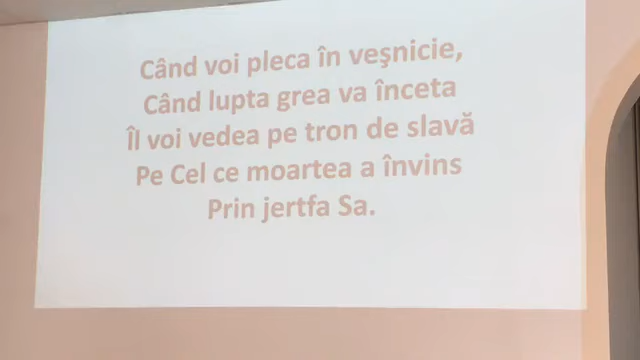 Când voi pleca în veşnicie,
Când lupta grea va înceta
Îl voi vedea pe tron de slavă
Pe Cel ce moartea a învins
Prin jertfa Sa.